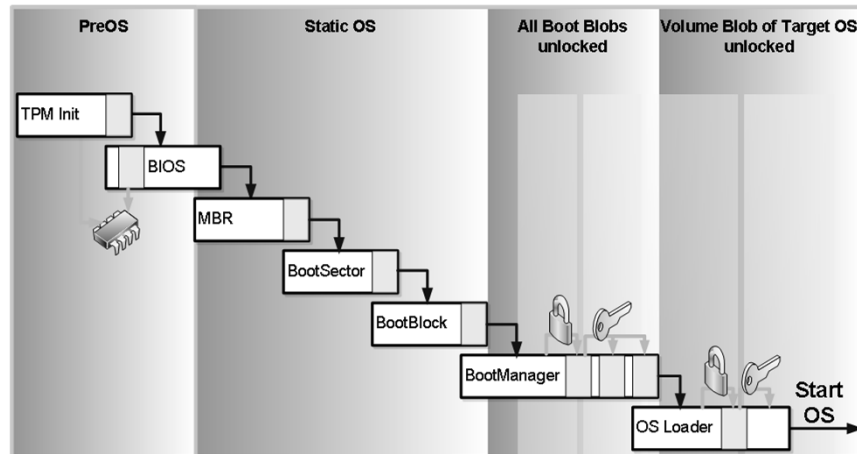 PreOS
Static OS
All Boot Blobs
unlocked
Volume Blob of Target OS
unlocked
TPM Init
BIOS
MBR
BootSector
BootBlock
BootManager
OS Loader
Start
OS